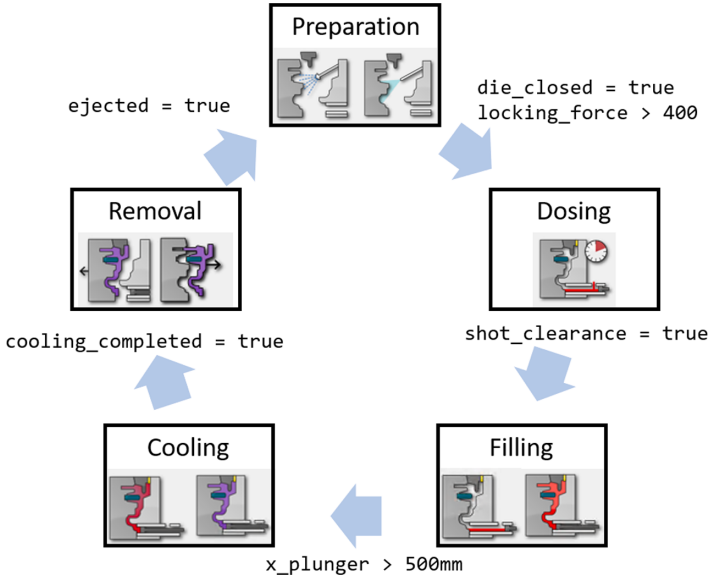 Preparation
ejected = true
die_closed = true
locking_force > 400
Removal
Dosing
cooling_completed = true
shot_clearance = true
Cooling
Filling
x_plunger > 500mm